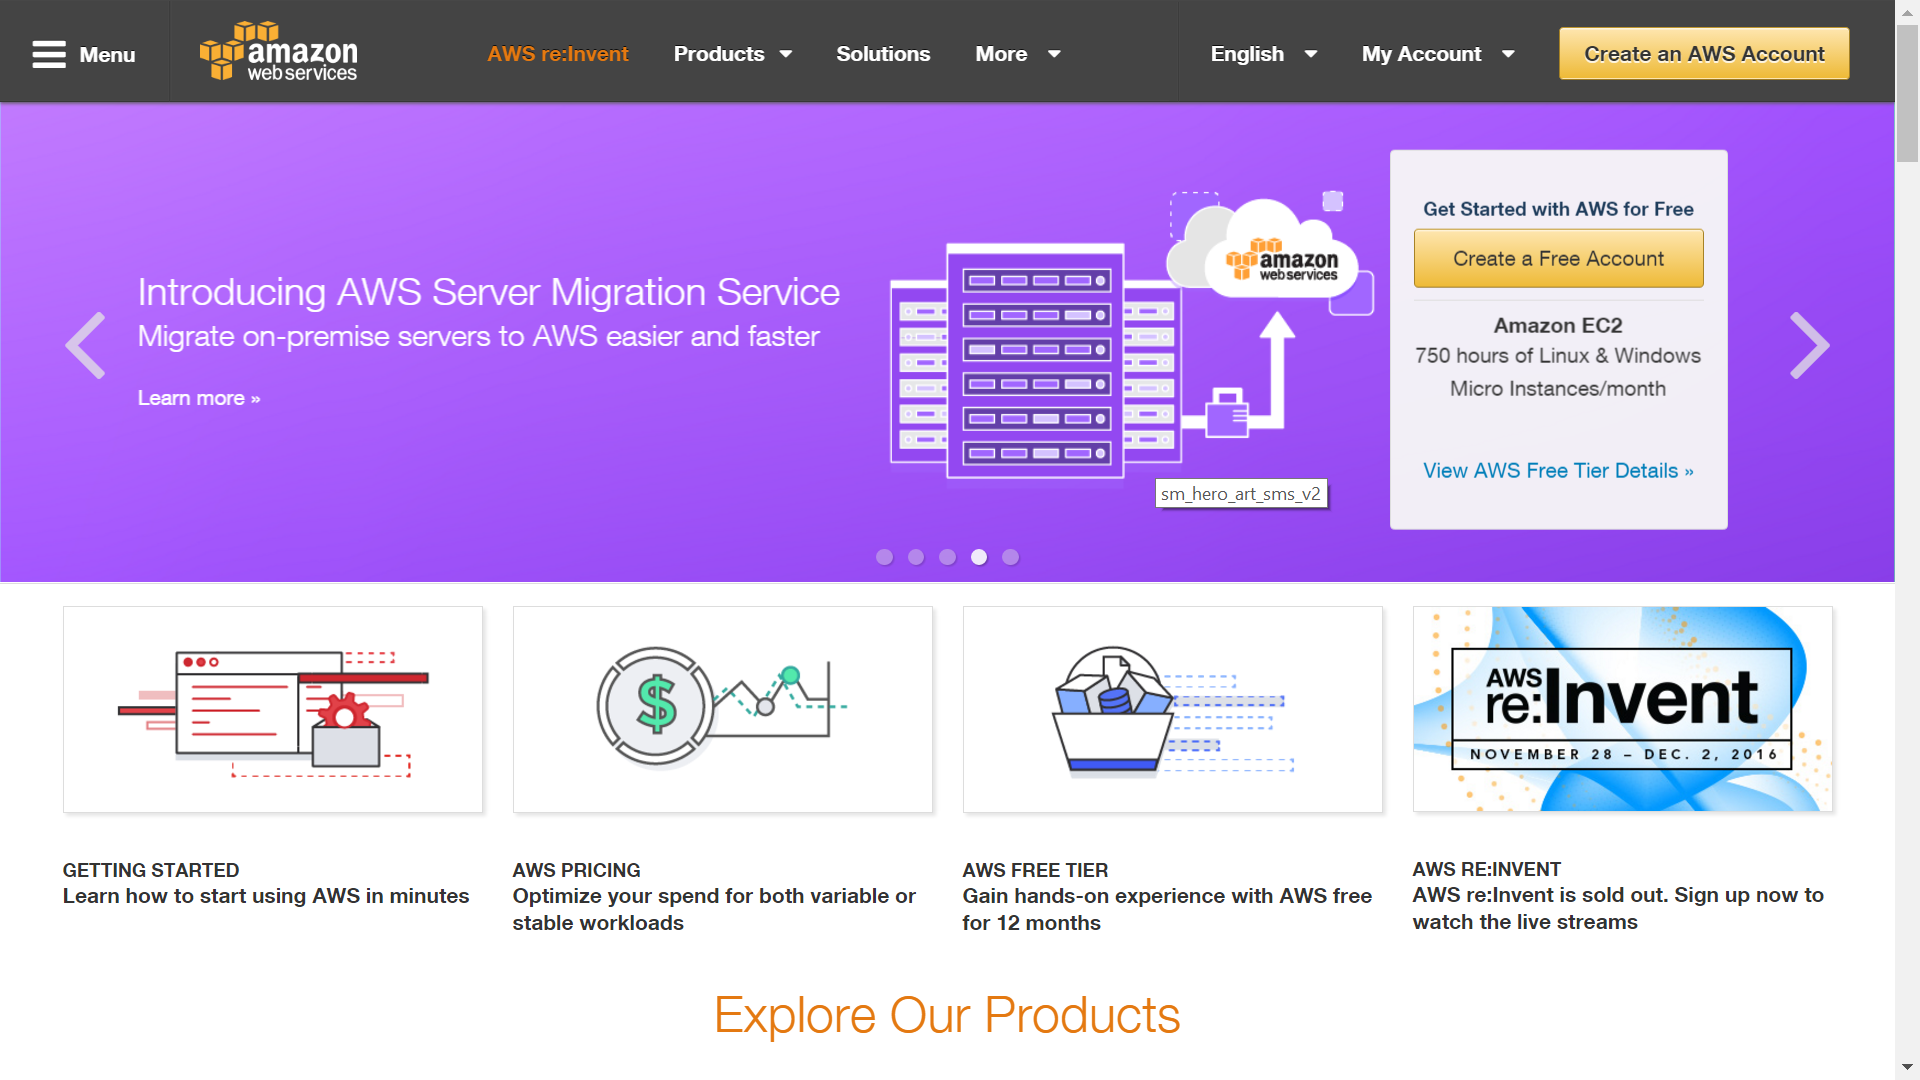 Menu
amazon
web services
AWS re:Invent
Products
Solutions
More
English
My Account
Create an AWS Account
Introducing AWS Server Migration Service
Migrate on-premise servers to AWS easier and faster
Learn more »
amazon
web services
sm_hero_art_sms_v2
Get Started with AWS for Free
Create a Free Account
Amazon EC2
750 hours of Linux & Windows
Micro Instances/month
View AWS Free Tier Details »
$
AWS
re:Invent
NOVEMBER 28 – DEC. 2, 2016
GETTING STARTED
Learn how to start using AWS in minutes
AWS PRICING
Optimize your spend for both variable or
stable workloads
AWS FREE TIER
Gain hands-on experience with AWS free
for 12 months
AWS RE:INVENT
AWS re:Invent is sold out. Sign up now to
watch the live streams
Explore Our Products